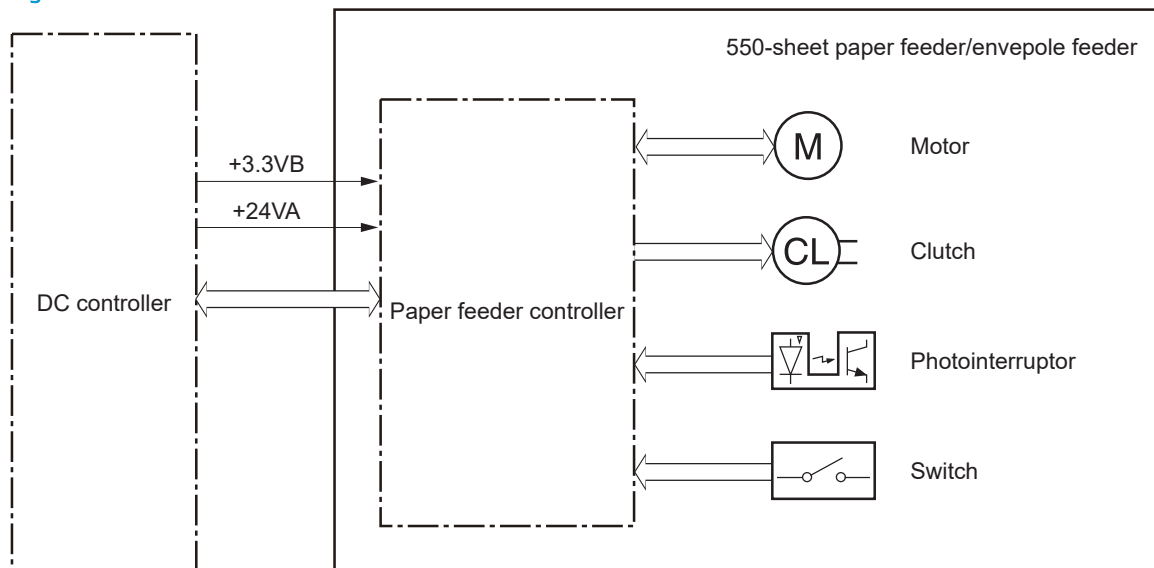 550-sheet paper feeder/envepole feeder
M
Motor
+3.3VB
+24VA
CL
Clutch
DC controller
Paper feeder controller
Photointerruptor
Switch